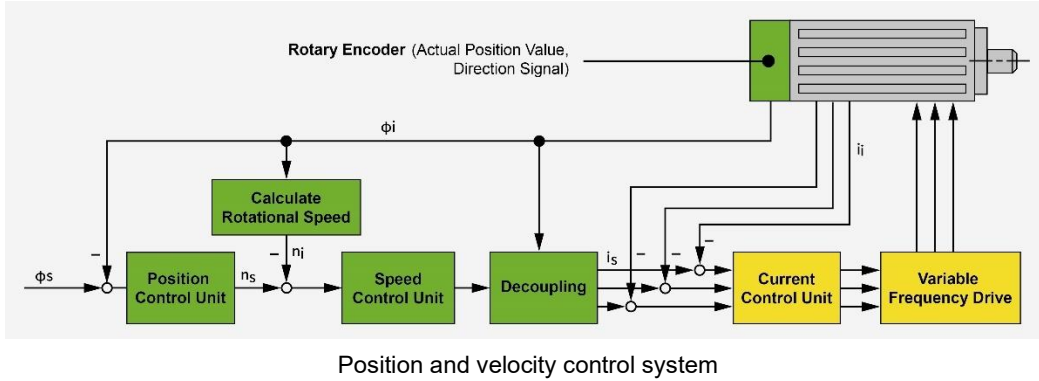 Rotary Encoder (Actual Position Value,
Direction Signal)
ϕi
i̇i
Calculate
Rotational Speed
−
−
ni
is
−
−
−
ϕs
Position
Control Unit
ns
Speed
Control Unit
Decoupling
Current
Control Unit
Variable
Frequency Drive
Position and velocity control system